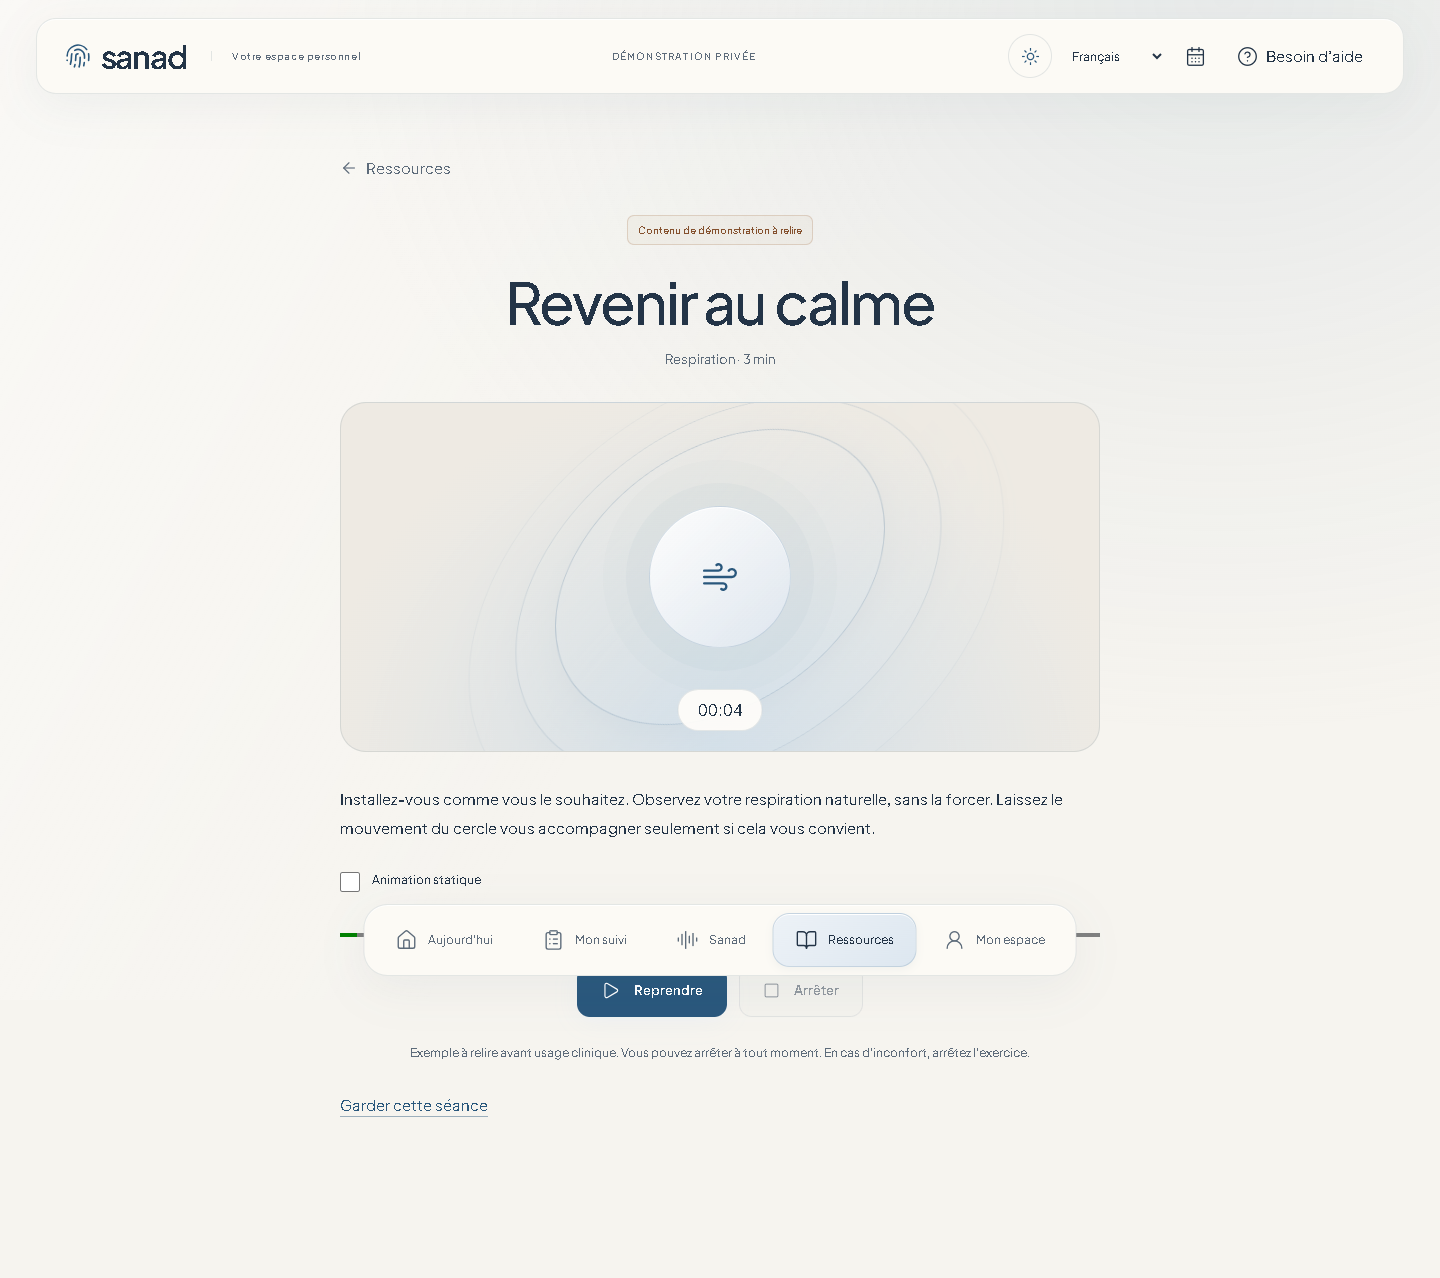 sanad
Votre espace personnel
DÉMONSTRATION PRIVÉE
Français
Besoin d'aide
Ressources
Contenu de démonstration à relire
Revenir au calme
Respiration · 3 min
00:04
Installez-vous comme vous le souhaitez. Observez votre respiration naturelle, sans la forcer. Laissez le
mouvement du cercle vous accompagner seulement si cela vous convient.
Animation statique
Aujourd'hui
Mon suivi
Sanad
Ressources
Mon espace
Reprendre
Arrêter
Exemple à relire avant usage clinique. Vous pouvez arrêter à tout moment. En cas d'inconfort, arrêtez l'exercice.
Garder cette séance